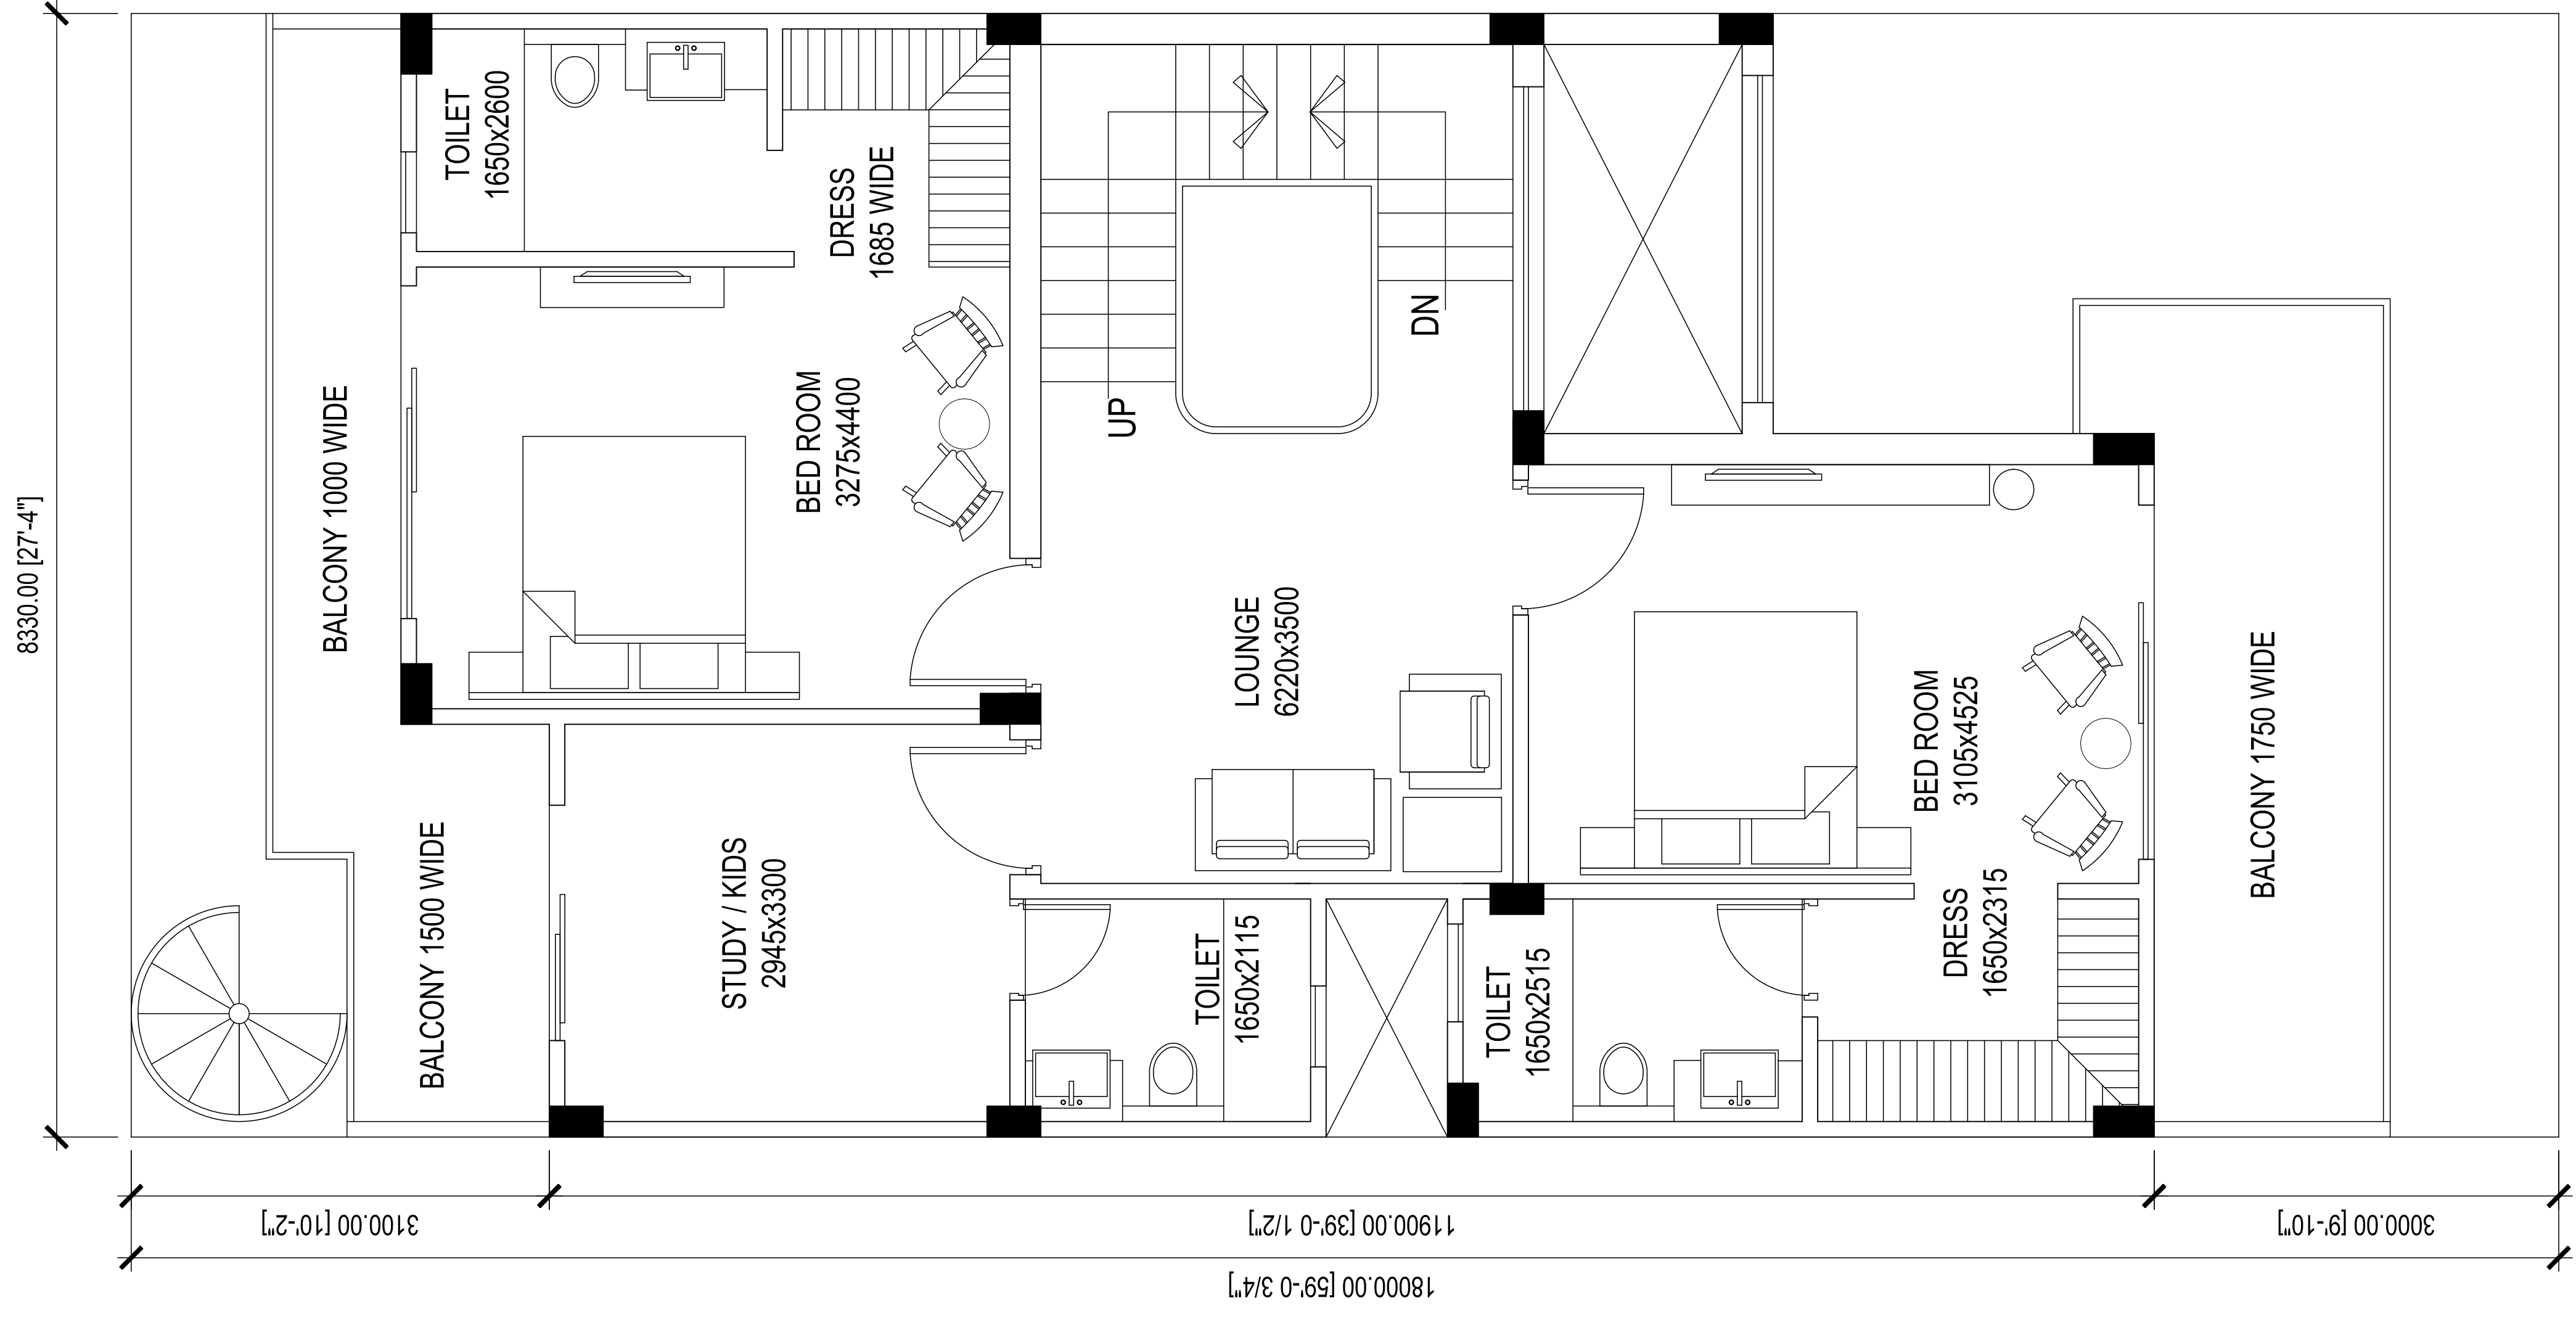 8330.00 [27'-4"]
BALCONY 1000 WIDE
TOILET
1650x2600
DRESS
1685 WIDE
BED ROOM
3275x4400
UP
DN
LOUNGE
6220x3500
BED ROOM
3105x4525
BALCONY 1750 WIDE
BALCONY 1500 WIDE
STUDY / KIDS
2945x3300
TOILET
1650x2115
TOILET
1650x2515
DRESS
1650x2315
3100.00 [10'-2"]
11900.00 [39'-0 1/2"]
3000.00 [9'-10"]
18000.00 [59'-0 3/4"]